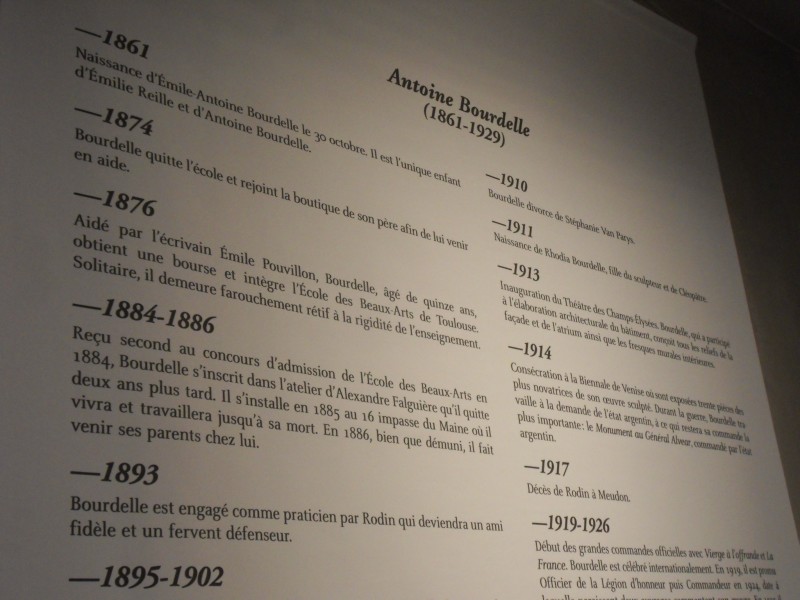 Antoine Bourdelle
(1861-1929)
—1861
Naissance d'Émile-Antoine Bourdelle le 30 octobre. Il est l'unique enfant
d'Émilie Reille et d'Antoine Bourdelle.
—1874
Bourdelle quitte l'école et rejoint la boutique de son père afin de lui venir
en aide.
—1876
Aidé par l'écrivain Émile Pouvillon, Bourdelle, âgé de quinze ans,
obtient une bourse et intègre l'École des Beaux-Arts de Toulouse.
Solitaire, il demeure farouchement rétif à la rigidité de l'enseignement.
—1884-1886
Reçu second au concours d'admission de l'École des Beaux-Arts en
1884, Bourdelle s'inscrit dans l'atelier d'Alexandre Falguière qu'il quitte
deux ans plus tard. Il s'installe en 1885 au 16 impasse du Maine où il
vivra et travaillera jusqu'à sa mort. En 1886, bien que démuni, il fait
venir ses parents chez lui.
—1893
Bourdelle est engagé comme praticien par Rodin qui deviendra un ami
fidèle et un fervent défenseur.
—1895-1902
—1910
Bourdelle divorce de Stéphanie Van Parys.
—1911
Naissance de Rhodia Bourdelle, fille du sculpteur et de Cléopâtre.
—1913
Inauguration du Théâtre des Champs-Élysées. Bourdelle, qui a participé
à l'élaboration architecturale du bâtiment, conçoit tous les reliefs de la
façade et de l'atrium ainsi que les fresques murales intérieures.
—1914
Consécration à la Biennale de Venise où sont exposées trente pièces des
plus novatrices de son œuvre sculpté. Durant la guerre, Bourdelle tra
vaille à la demande de l'état argentin, à ce qui restera sa commande la
plus importante : le Monument au Général Alvear, commandé par l'état
argentin.
—1917
Décès de Rodin à Meudon.
—1919-1926
Début des grandes commandes officielles avec Vierge à l'offrande et La
France. Bourdelle est célébré internationalement. En 1919, il est promu
Officier de la Légion d'honneur puis Commandeur en 1924, date à